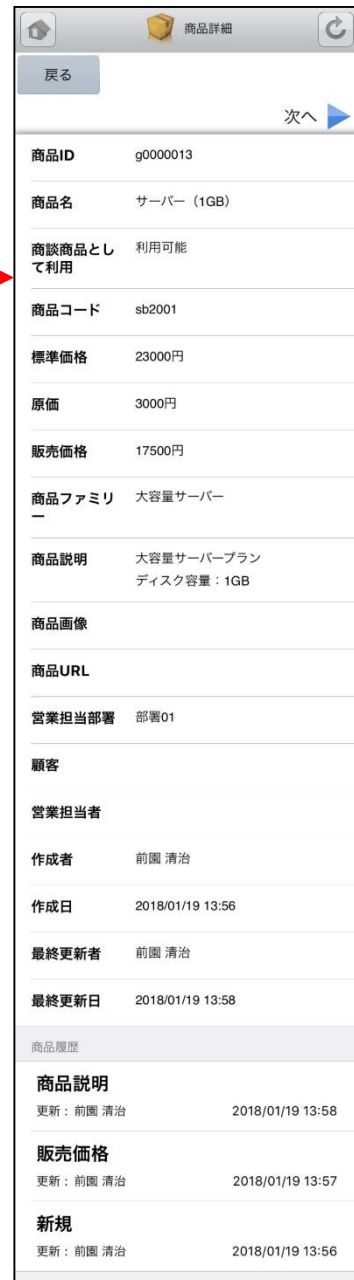 商品詳細
戻る
次へ
商品ID g0000013
商品名 サーバー（1GB）
商談商品とし 利用可能
て利用
商品コード sb2001
標準価格 23000円
原価 3000円
販売価格 17500円
商品ファミリ 大容量サーバー
ー
商品説明 大容量サーバープラン
ディスク容量：1GB
商品画像
商品URL
営業担当部署 部署01
顧客
営業担当者
作成者 前園 清治
作成日 2018/01/19 13:56
最終更新者 前園 清治
最終更新日 2018/01/19 13:58
商品履歴
商品説明
更新： 前園 清治 2018/01/19 13:58
販売価格
更新： 前園 清治 2018/01/19 13:57
新規
更新： 前園 清治 2018/01/19 13:56